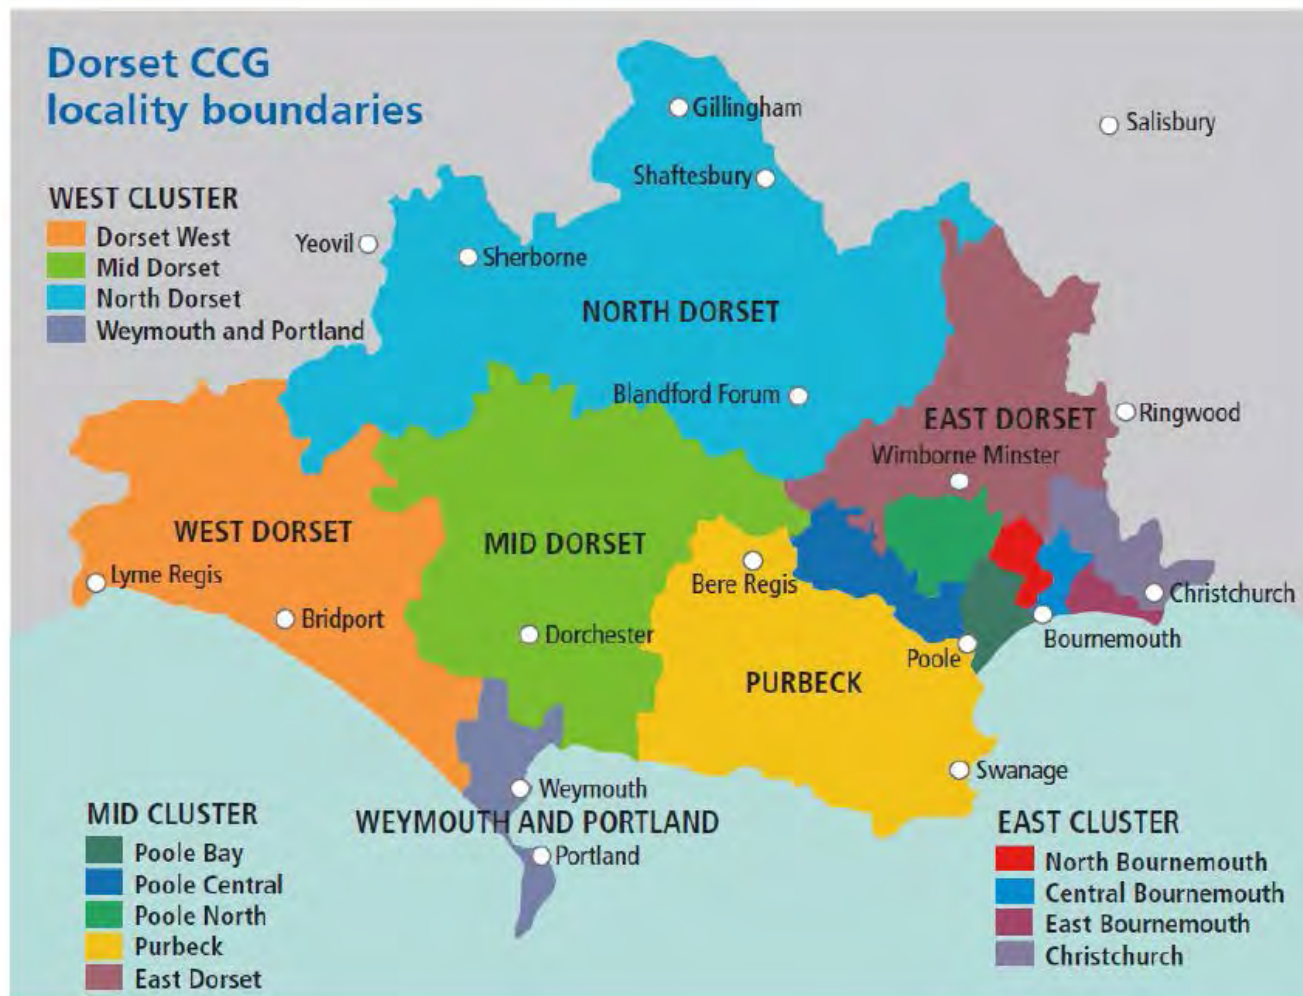 Dorset CCG
locality boundaries
WEST CLUSTER
Dorset West
Mid Dorset
North Dorset
Weymouth and Portland
Gillingham
Salisbury
Shaftesbury
Yeovil
Sherborne
NORTH DORSET
Blandford Forum
EAST DORSET
Ringwood
Wimborne Minster
WEST DORSET
MID DORSET
Lyme Regis
Bere Regis
Christchurch
Bridport
Dorchester
Bournemouth
Poole
PURBECK
Swanage
Weymouth
WEYMOUTH AND PORTLAND
Portland
MID CLUSTER
Poole Bay
Poole Central
Poole North
Purbeck
East Dorset
EAST CLUSTER
North Bournemouth
Central Bournemouth
East Bournemouth
Christchurch